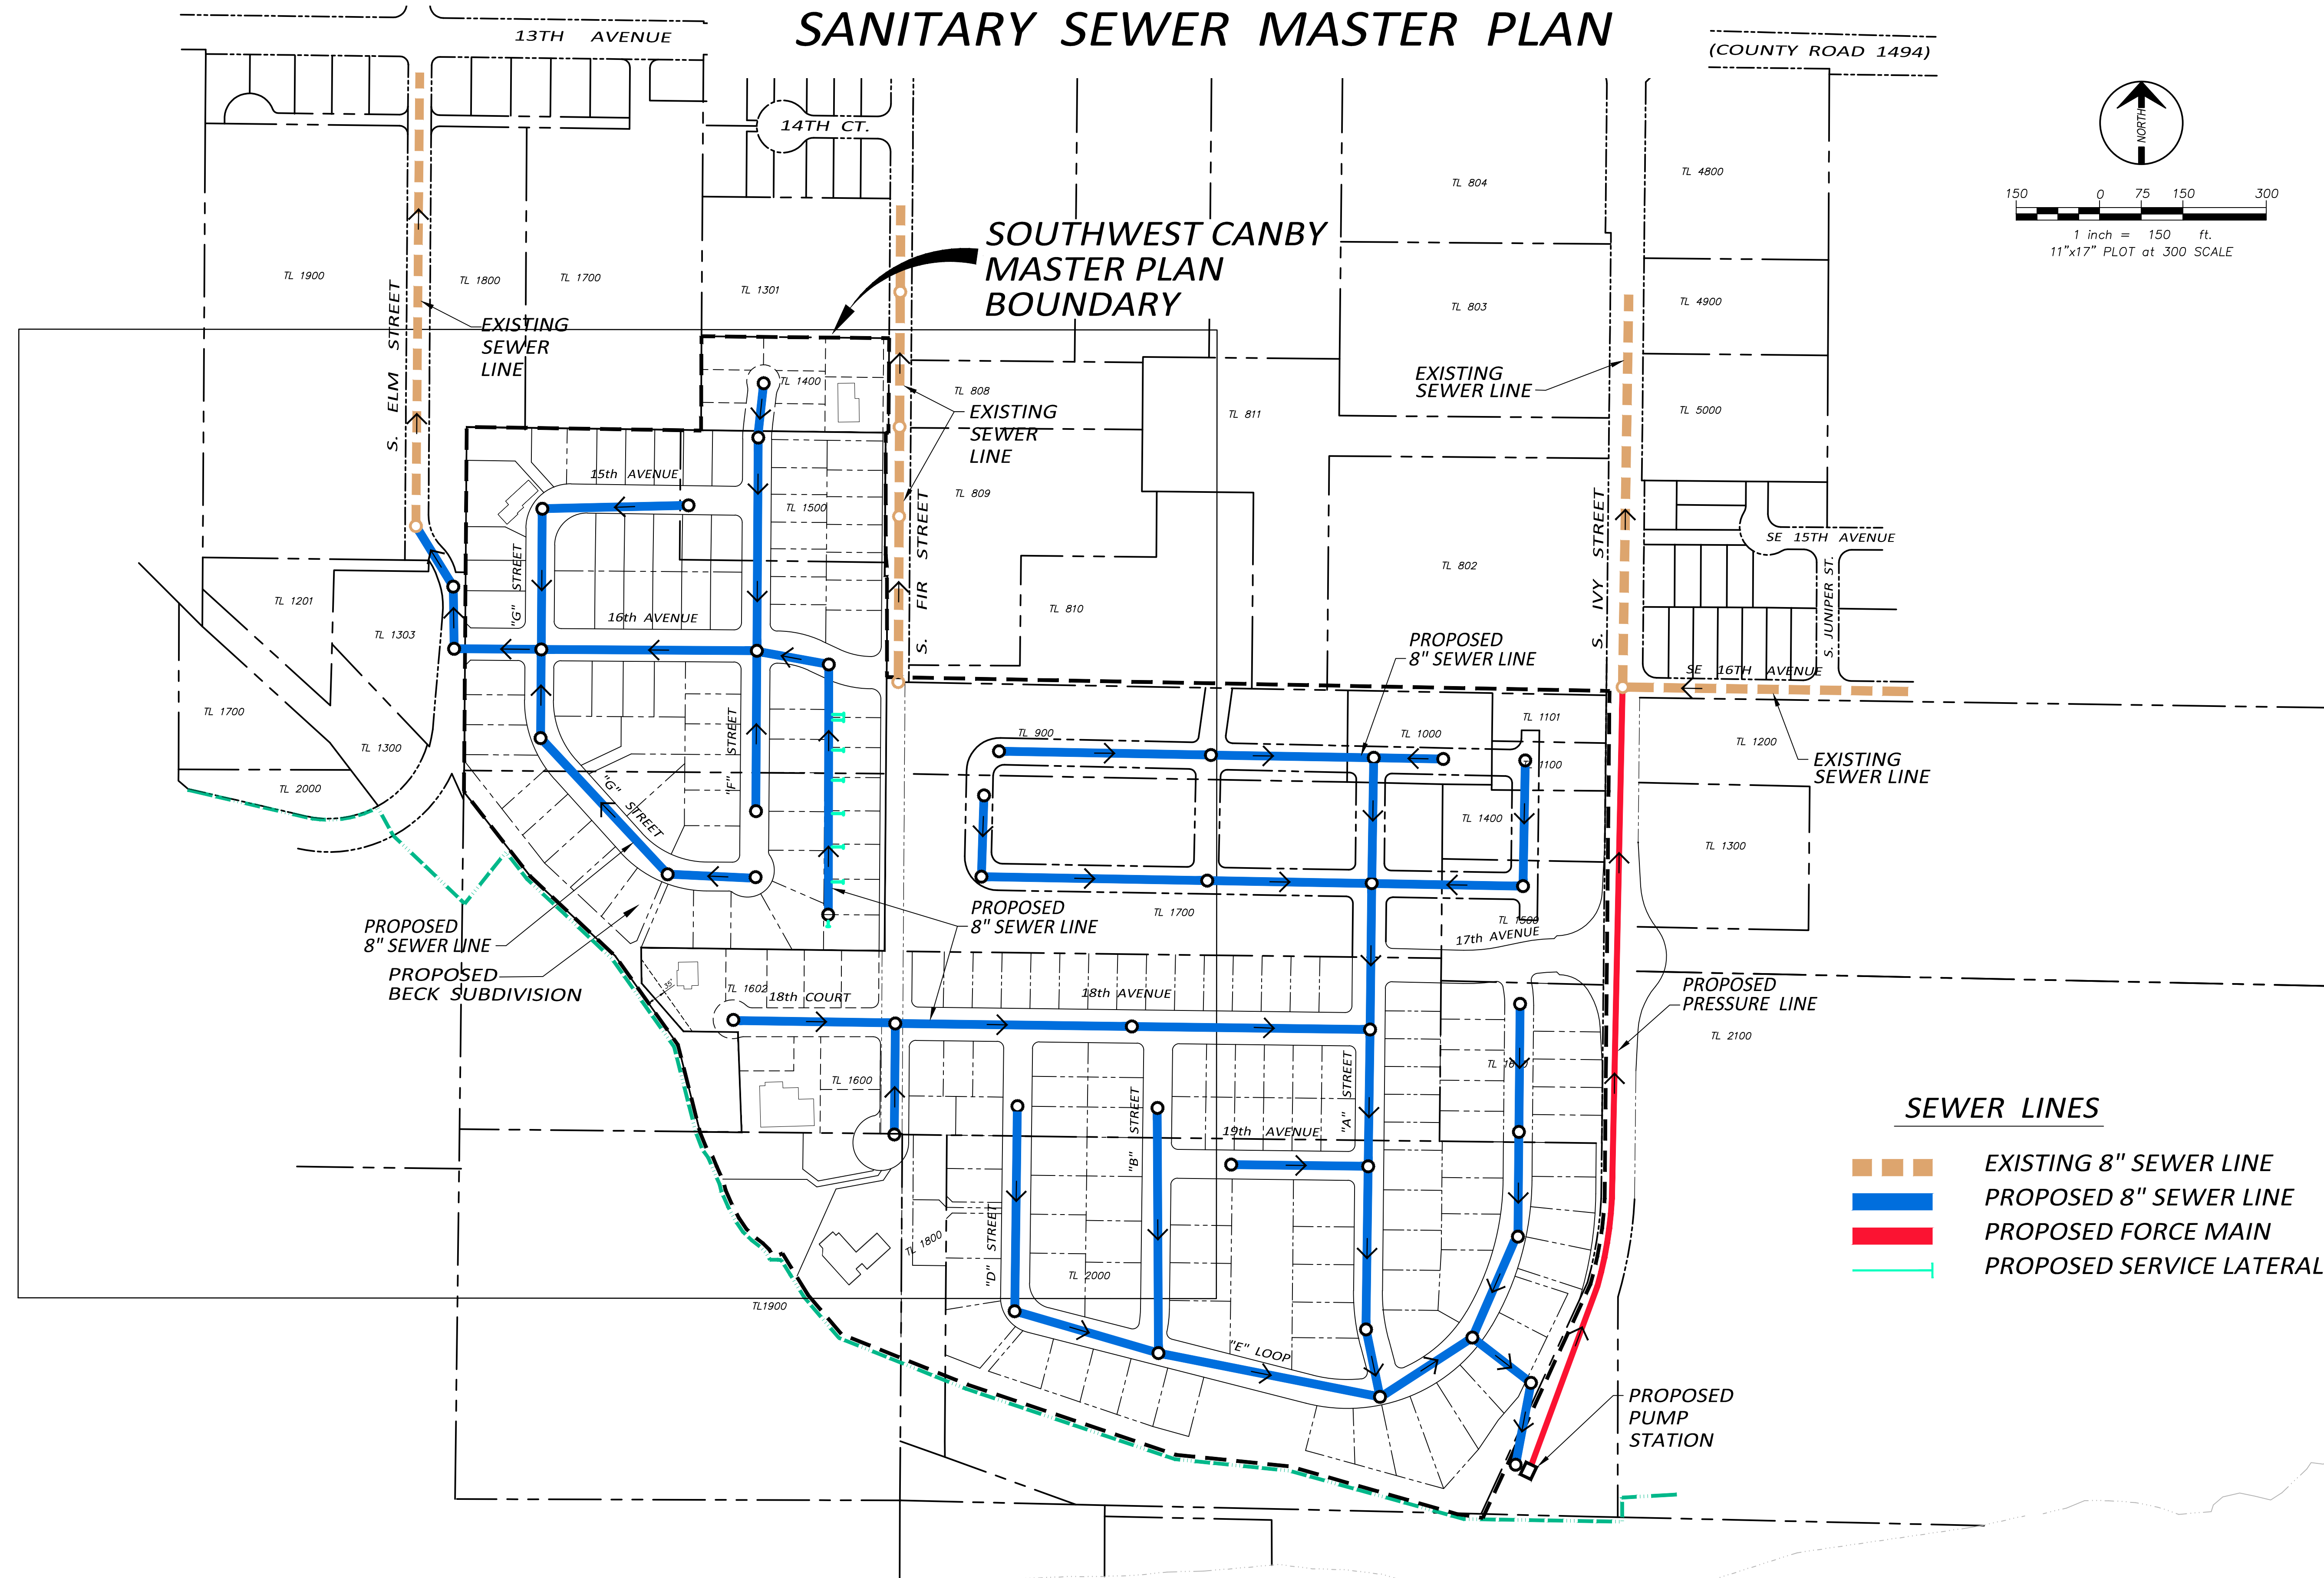 SANITARY SEWER MASTER PLAN
13TH AVENUE
(COUNTY ROAD 1494)
14TH CT.
NORTH
TL 4800
TL 804
150 0 75 150 300
1 inch = 150 ft.
11"x17" PLOT at 300 SCALE
SOUTHWEST CANBY
MASTER PLAN
BOUNDARY
TL 1900
TL 1800
TL 1700
TL 1301
TL 803
TL 4900
S. ELM STREET
EXISTING
SEWER
LINE
TL 1400
TL 808
EXISTING
SEWER
LINE
TL 811
EXISTING
SEWER LINE
TL 5000
15th AVENUE
TL 1500
TL 809
S. FIR STREET
S. IVY STREET
SE 15TH AVENUE
"G" STREET
TL 802
S. JUNIPER ST.
TL 1201
TL 1303
16th AVENUE
TL 810
PROPOSED
8" SEWER LINE
SE 16TH AVENUE
TL 1700
TL 1300
"F" STREET
TL 900
TL 1000
TL 1101
TL 1100
TL 1200
EXISTING
SEWER LINE
TL 2000
"G" STREET
TL 1400
TL 1300
PROPOSED
8" SEWER LINE
PROPOSED
BECK SUBDIVISION
PROPOSED
8" SEWER LINE
TL 1700
TL 1500
17th AVENUE
35'
TL 1602
18th COURT
18th AVENUE
PROPOSED
PRESSURE LINE
TL 2100
TL 1600
"B" STREET
"A" STREET
19th AVENUE
SEWER LINES
EXISTING 8" SEWER LINE
PROPOSED 8" SEWER LINE
PROPOSED FORCE MAIN
PROPOSED SERVICE LATERAL
"D" STREET
TL 1800
TL 2000
TL1900
"E" LOOP
PROPOSED
PUMP
STATION